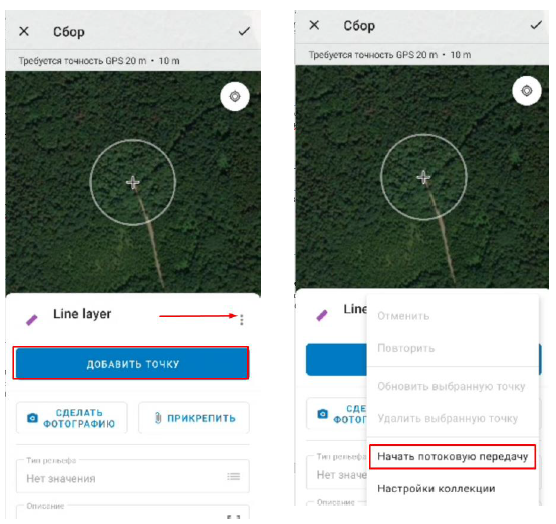 Сбор
Требуется точность GPS 20 m • 10 m
Line layer
ДОБАВИТЬ ТОЧКУ
СДЕЛАТЬ
ФОТОГРАФИЮ
ПРИКРЕПИТЬ
Тип рельефа
Нет значения
Описание
Сбор
Требуется точность GPS 20 m • 10 m
Line
Отменить
Повторить
Обновить выбранную точку
Удалить выбранную точку
СДЕ
ФОТОГ
Начать потоковую передачу
Тип рельефа
Нет значе
Настройки коллекции
Описание